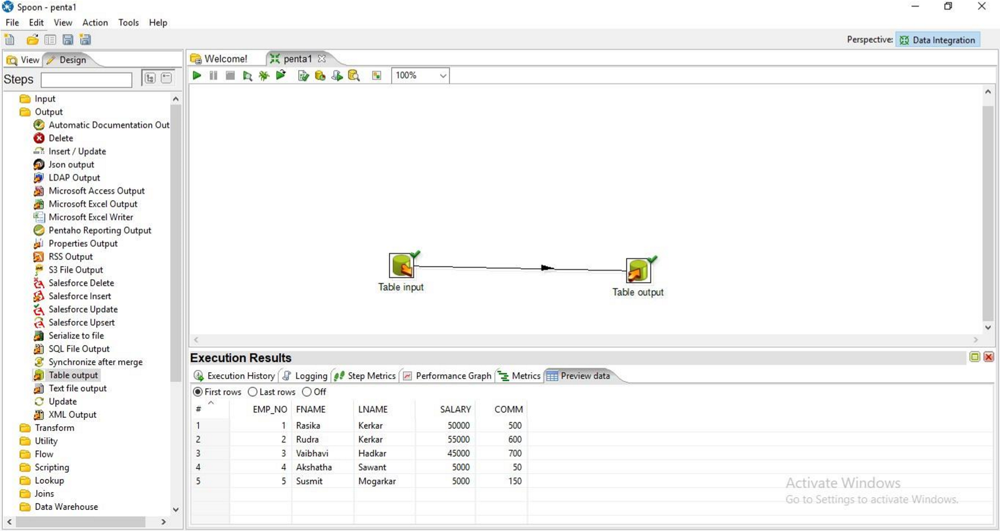 Spoon - penta1
File Edit View Action Tools Help
Perspective: Data Integration
View Design
Steps
Input
Output
Automatic Documentation Out
Delete
Insert / Update
Json output
LDAP Output
Microsoft Access Output
Microsoft Excel Output
Microsoft Excel Writer
Pentaho Reporting Output
Properties Output
RSS Output
S3 File Output
Salesforce Delete
Salesforce Insert
Salesforce Update
Salesforce Upsert
Serialize to file
SQL File Output
Synchronize after merge
Table output
Text file output
Update
XML Output
Transform
Utility
Flow
Scripting
Lookup
Joins
Data Warehouse
Welcome! penta1
100%
Table input
Table output
Execution Results
Execution History Logging Step Metrics Performance Graph Metrics Preview data
First rows Last rows Off
# EMP_NO FNAME LNAME SALARY COMM
1 1 Rasika Kerkar 50000 500
2 2 Rudra Kerkar 55000 600
3 3 Vaibhavi Hadkar 45000 700
4 4 Akshatha Sawant 5000 50
5 5 Susmit Mogarkar 5000 150
Activate Windows
Go to Settings to activate Windows.